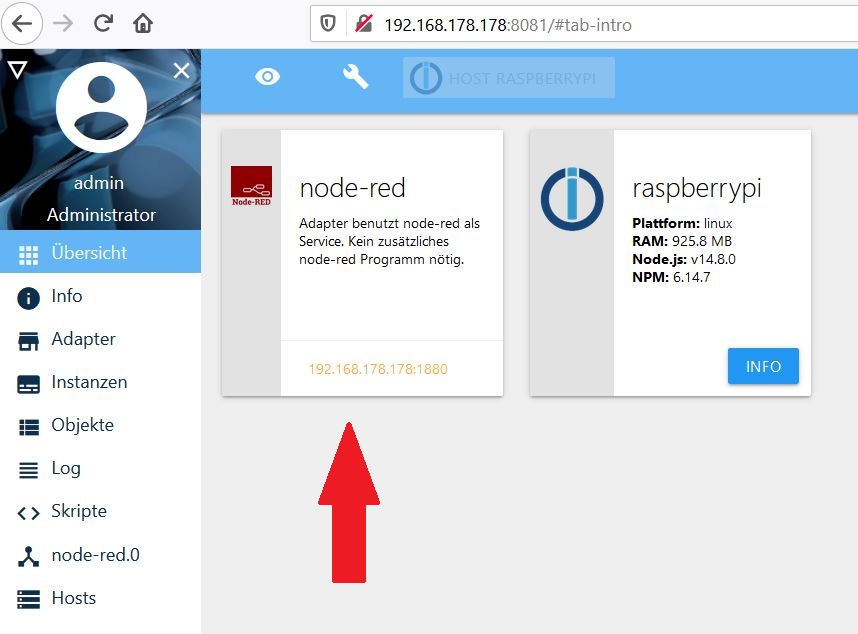 192.168.178.178:8081/#tab-intro
admin
Administrator
Übersicht
Info
Adapter
Instanzen
Objekte
Log
Skripte
node-red.0
Hosts
HOST RASPBERRYPI
Node-RED
node-red
Adapter benutzt node-red als
Service. Kein zusätzliches
node-red Programm nötig.
192.168.178.178:1880
raspberrypi
Plattform: linux
RAM: 925.8 MB
Node.js: v14.8.0
NPM: 6.14.7
INFO